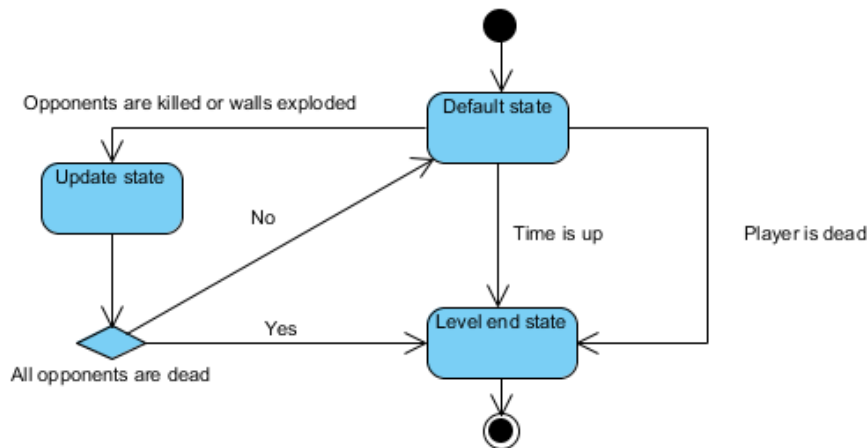 Opponents are killed or walls exploded
Default state
Update state
No
Time is up
Player is dead
Level end state
Yes
All opponents are dead